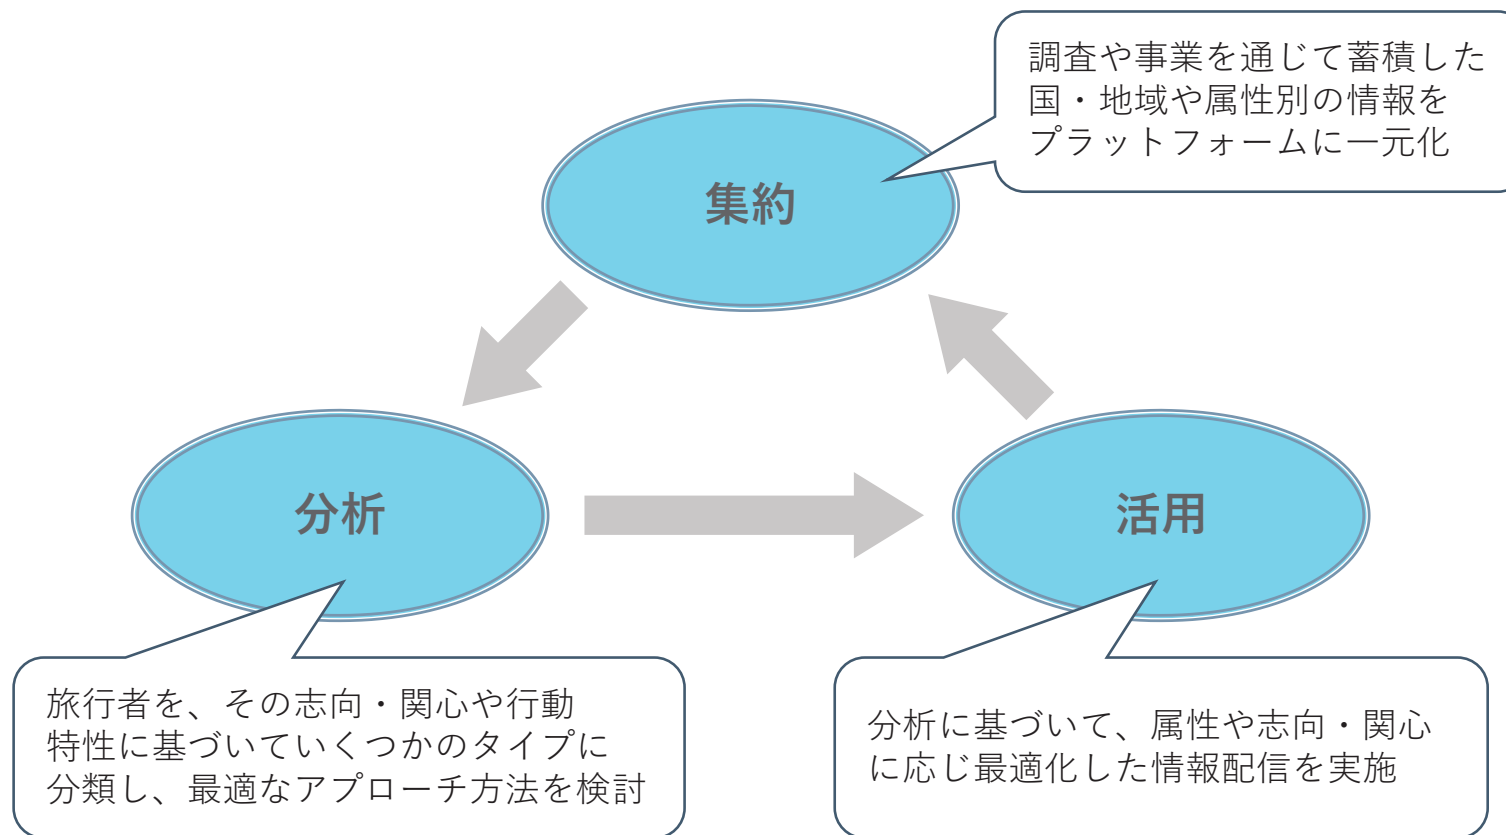 調査や事業を通じて蓄積した
国・地域や属性別の情報を
プラットフォームに一元化
集約
分析
活用
旅行者を、その志向・関心や行動
特性に基づいていくつかのタイプに
分類し、最適なアプローチ方法を検討
分析に基づいて、属性や志向・関心
に応じ最適化した情報配信を実施